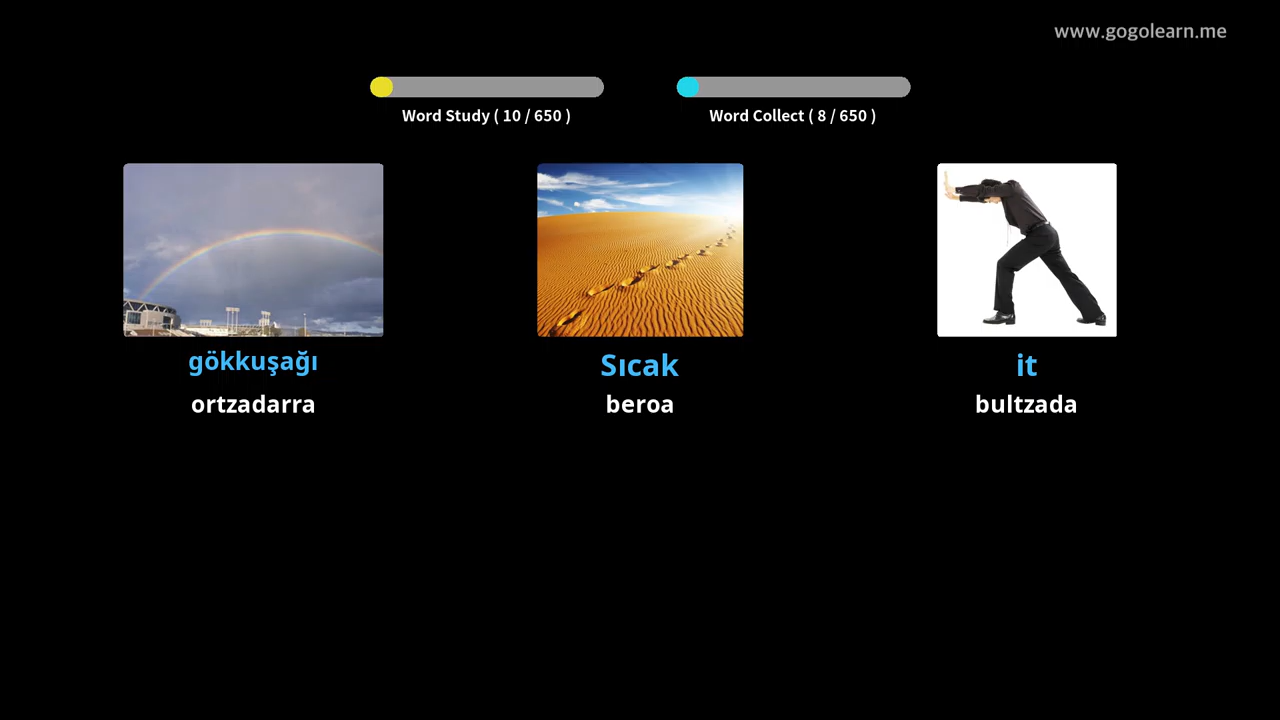 www.gogolearn.me
Word Study ( 10 / 650 )
Word Collect ( 8 / 650 )
gökkuşağı
ortzadarra
Sıcak
beroa
it
bultzada